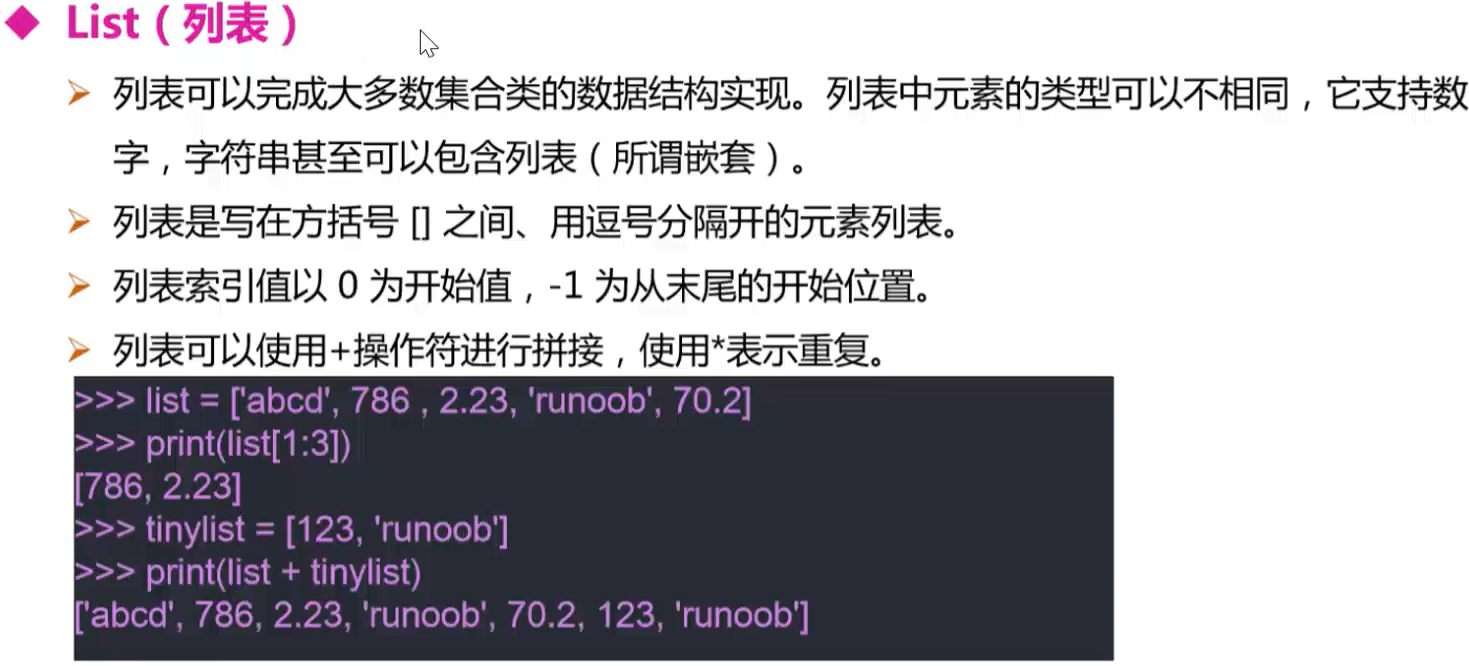 List（列表）
列表可以完成大多数集合类的数据结构实现。列表中元素的类型可以不相同，它支持数
字，字符串甚至可以包含列表（所谓嵌套）。
列表是写在方括号 [] 之间、用逗号分隔开的元素列表。
列表索引值以 0 为开始值，-1 为从末尾的开始位置。
列表可以使用+操作符进行拼接，使用*表示重复。
>>> list = ['abcd', 786 , 2.23, 'runoob', 70.2]
>>> print(list[1:3])
[786, 2.23]
>>> tinylist = [123, 'runoob']
>>> print(list + tinylist)
['abcd', 786, 2.23, 'runoob', 70.2, 123, 'runoob']